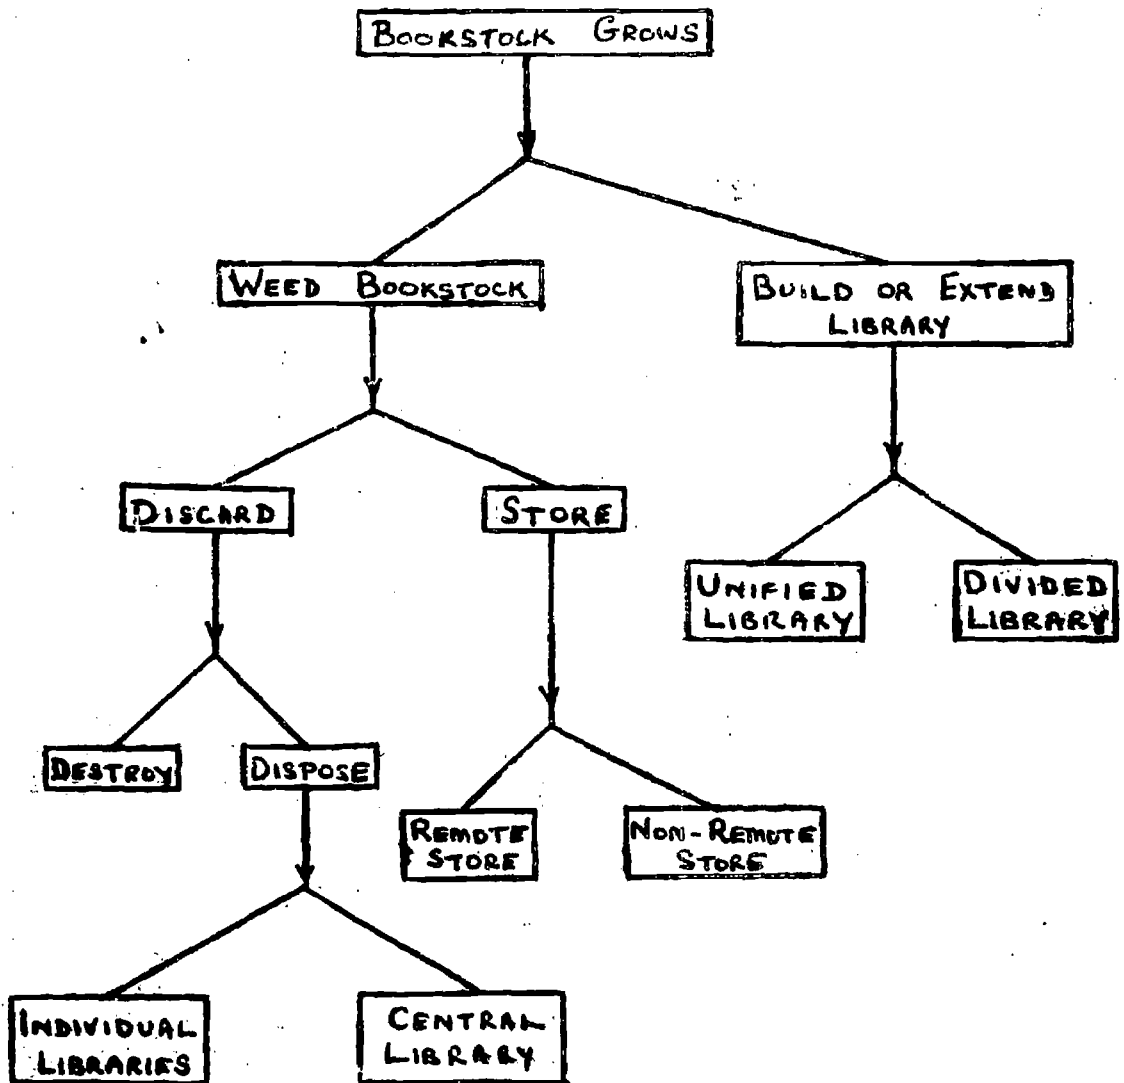 BOOKSTOCK GROWS
WEED BOOKSTOCK
BUILD OR EXTEND
LIBRARY
DISCARD
STORE
UNIFIED
LIBRARY
DIVIDED
LIBRARY
DESTROY
DISPOSE
REMOTE
STORE
NON-REMOTE
STORE
INDIVIDUAL
LIBRARIES
CENTRAL
LIBRARY